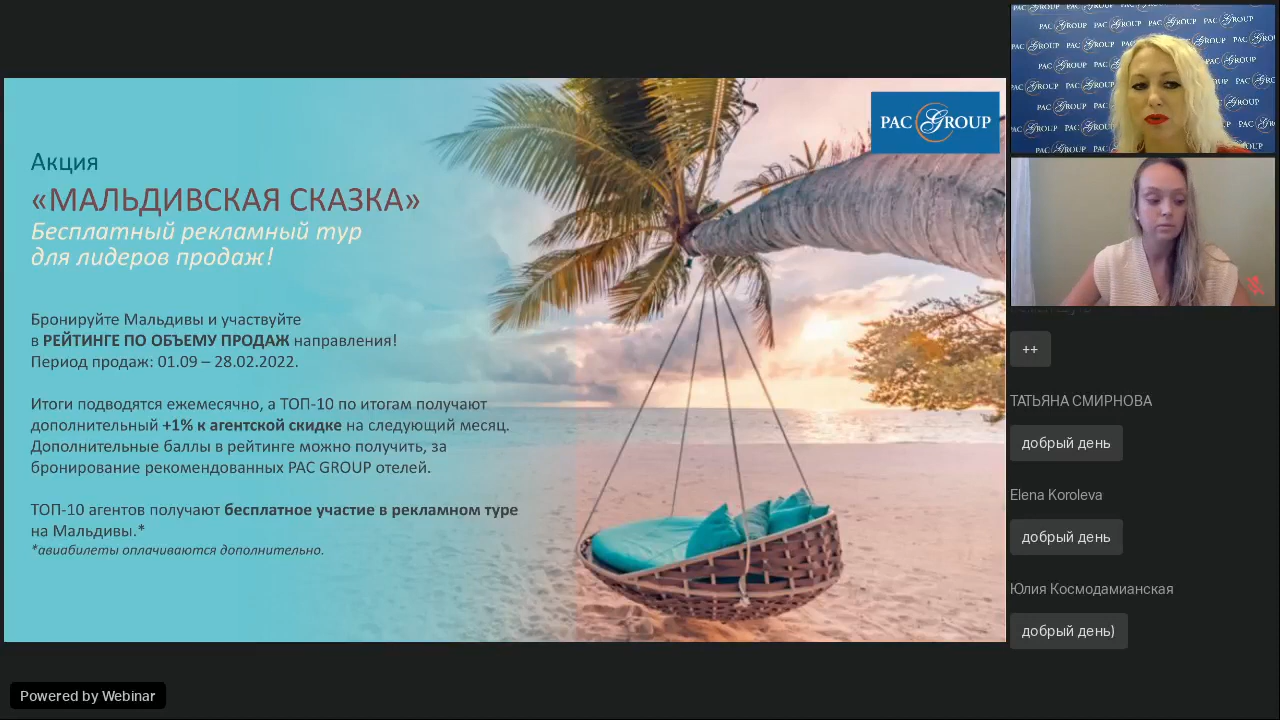 Акция
«МАЛЬДИВСКАЯ СКАЗКА»
Бесплатный рекламный тур
для лидеров продаж!
Бронируйте Мальдивы и участвуйте
в РЕЙТИНГЕ ПО ОБЪЕМУ ПРОДАЖ направления!
Период продаж: 01.09 – 28.02.2022.
Итоги подводятся ежемесячно, а ТОП-10 по итогам получают
дополнительный +1% к агентской скидке на следующий месяц.
Дополнительные баллы в рейтинге можно получить, за
бронирование рекомендованных PAC GROUP отелей.
ТОП-10 агентов получают бесплатное участие в рекламном туре
на Мальдивы.*
*авиабилеты оплачиваются дополнительно.
PAC GROUP
PAC GROUP
++
ТАТЬЯНА СМИРНОВА
добрый день
Elena Koroleva
добрый день
Юлия Космодамианская
добрый день)
Powered by Webinar